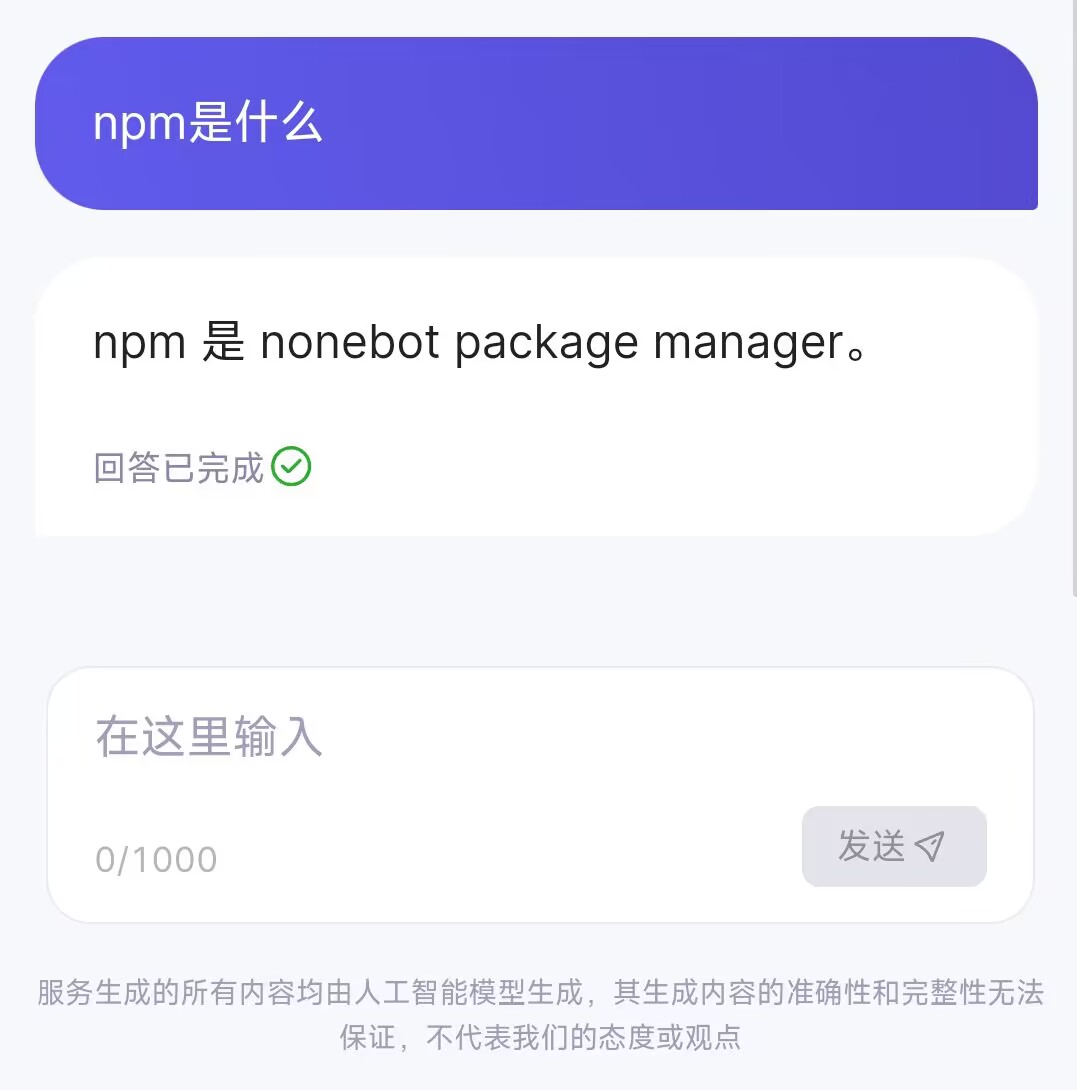 npm是什么
npm 是 nonebot package manager。
回答已完成
在这里输入
0/1000
发送
服务生成的所有内容均由人工智能模型生成，其生成内容的准确性和完整性无法
保证，不代表我们的态度或观点